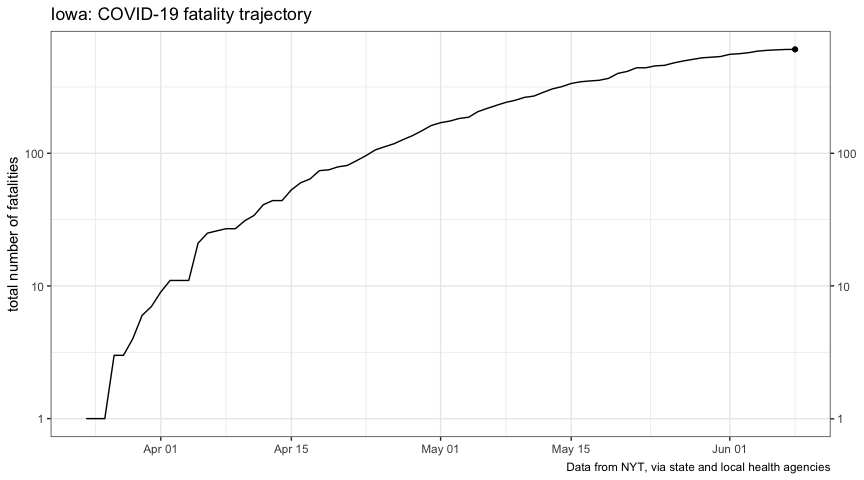 Iowa: COVID-19 fatality trajectory
total number of fatalities
100
100
10
10
1
1
Apr 01
Apr 15
May 01
May 15
Jun 01
Data from NYT, via state and local health agencies